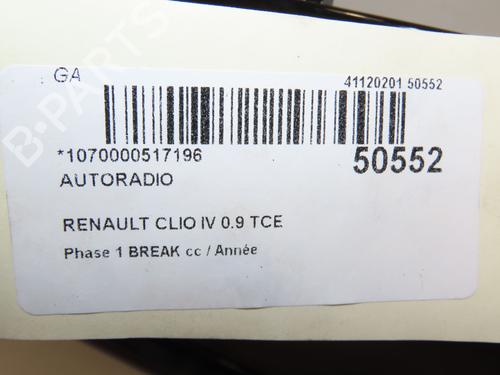 GA
41120201 50552
*1070000517196
50552
AUTORADIO
RENAULT CLIO IV 0.9 TCE
Phase 1 BREAK cc / Année
B-PARTS